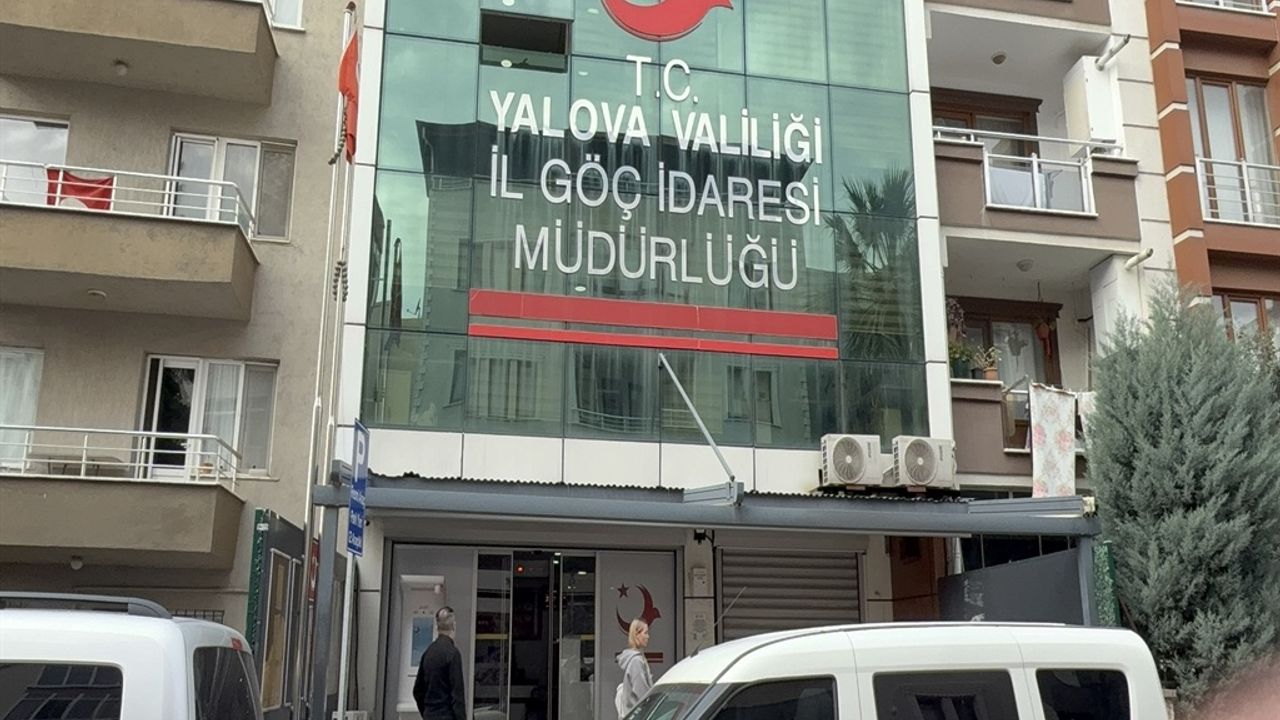 T.C.
YALOVA VALİLİĞİ
İL GÖÇ İDARESİ
MÜDÜRLÜĞÜ
P